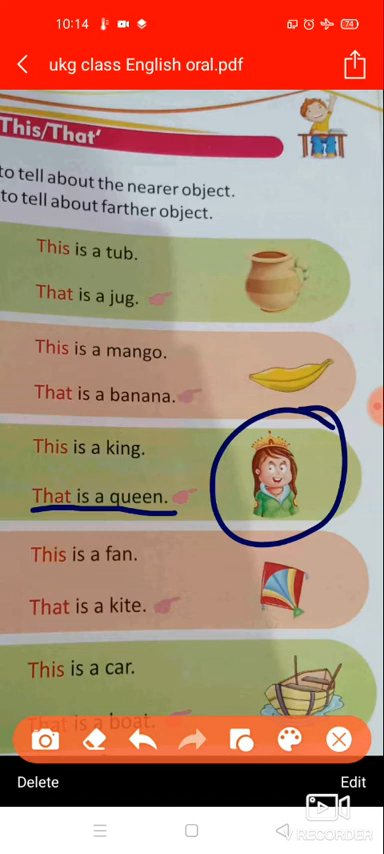 10:14
74
ukg class English oral.pdf
This/That'
to tell about the nearer object.
to tell about farther object.
This is a tub.
That is a jug.
This is a mango.
That is a banana.
This is a king.
That is a queen.
This is a fan.
That is a kite.
This is a car.
That is a boat.
Delete
Edit
V RECORDER